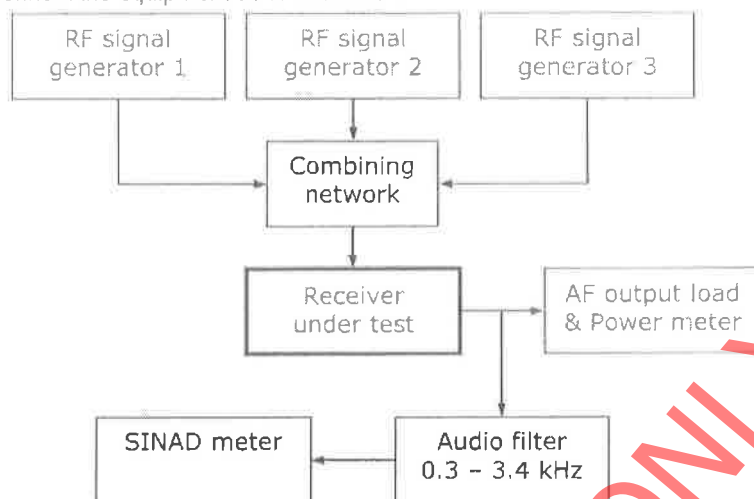 RF signal
generator 1
RF signal
generator 2
RF signal
generator 3
Combining
network
Receiver
under test
AF output load
& Power meter
SINAD meter
Audio filter
0.3 – 3.4 kHz